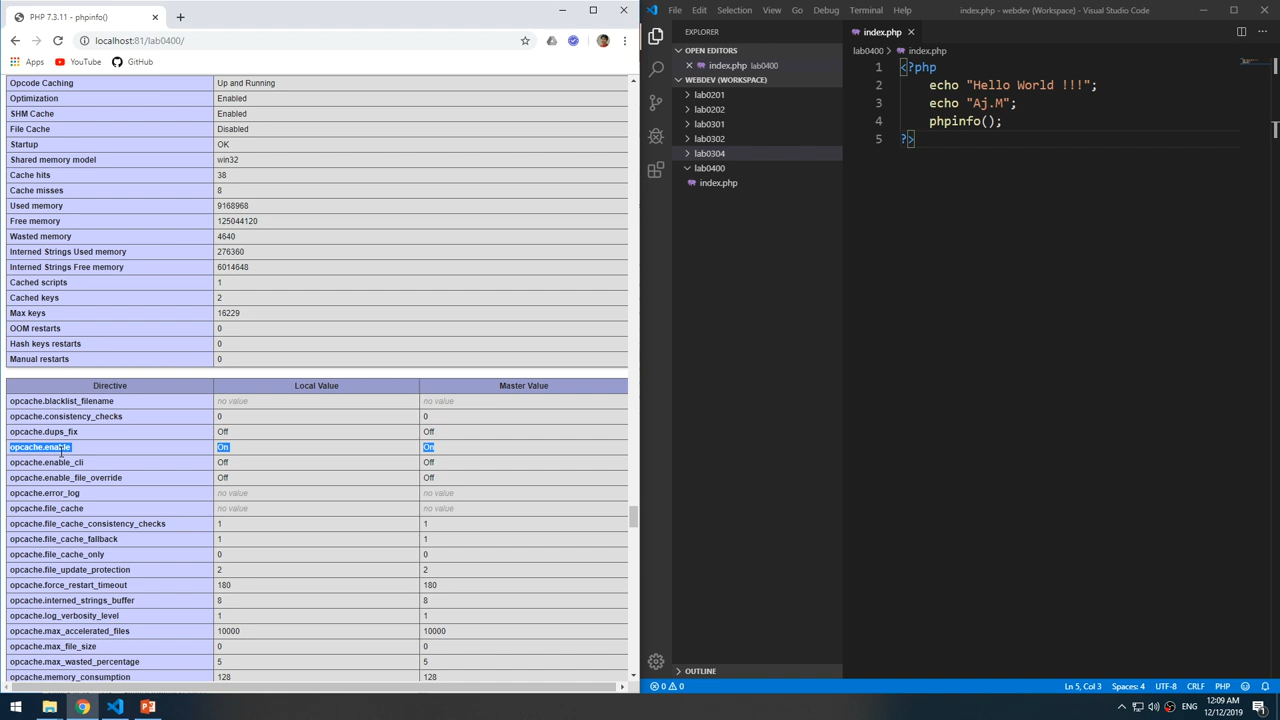 PHP 7.3.11 - phpinfo()
localhost:81/lab0400/
Apps YouTube GitHub
Opcode Caching Up and Running
Optimization Enabled
SHM Cache Enabled
File Cache Disabled
Startup OK
Shared memory model win32
Cache hits 38
Cache misses 8
Used memory 9168968
Free memory 125044120
Wasted memory 4640
Interned Strings Used memory 276360
Interned Strings Free memory 6014648
Cached scripts 1
Cached keys 2
Max keys 16229
OOM restarts 0
Hash keys restarts 0
Manual restarts 0
Directive Local Value Master Value
opcache.blacklist_filename no value no value
opcache.consistency_checks 0 0
opcache.dups_fix Off Off
opcache.enable On On
opcache.enable_cli Off Off
opcache.enable_file_override Off Off
opcache.error_log no value no value
opcache.file_cache no value no value
opcache.file_cache_consistency_checks 1 1
opcache.file_cache_fallback 1 1
opcache.file_cache_only 0 0
opcache.file_update_protection 2 2
opcache.force_restart_timeout 180 180
opcache.interned_strings_buffer 8 8
opcache.log_verbosity_level 1 1
opcache.max_accelerated_files 10000 10000
opcache.max_file_size 0 0
opcache.max_wasted_percentage 5 5
opcache.memory_consumption 128 128
File Edit Selection View Go Debug Terminal Help index.php - webdev (Workspace) - Visual Studio Code
EXPLORER
OPEN EDITORS
index.php lab0400
WEBDEV (WORKSPACE)
lab0201
lab0202
lab0301
lab0302
lab0304
lab0400
index.php
OUTLINE
index.php
lab0400 > index.php
1 <?php
2 echo "Hello World !!!";
3 echo "Aj.M";
4 phpinfo();
5 ?>
0 0 Ln 5, Col 3 Spaces: 4 UTF-8 CRLF PHP
ENG 12:09 AM
12/12/2019
1